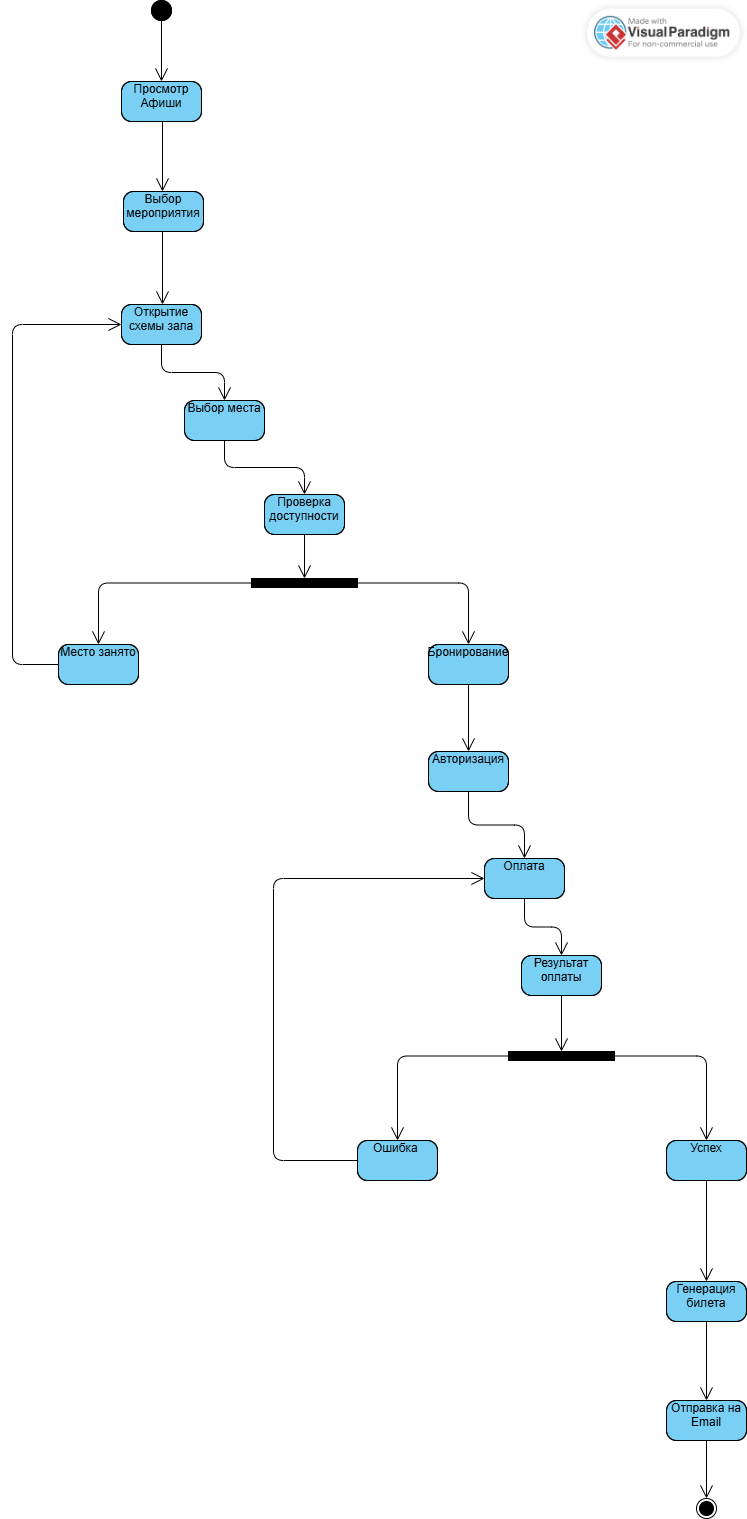 Made with
Visual Paradigm
For non-commercial use
Просмотр
Афиши
Выбор
мероприятия
Открытие
схемы зала
Выбор места
Проверка
доступности
Место занято
Бронирование
Авторизация
Оплата
Результат
оплаты
Ошибка
Успех
Генерация
билета
Отправка на
Email